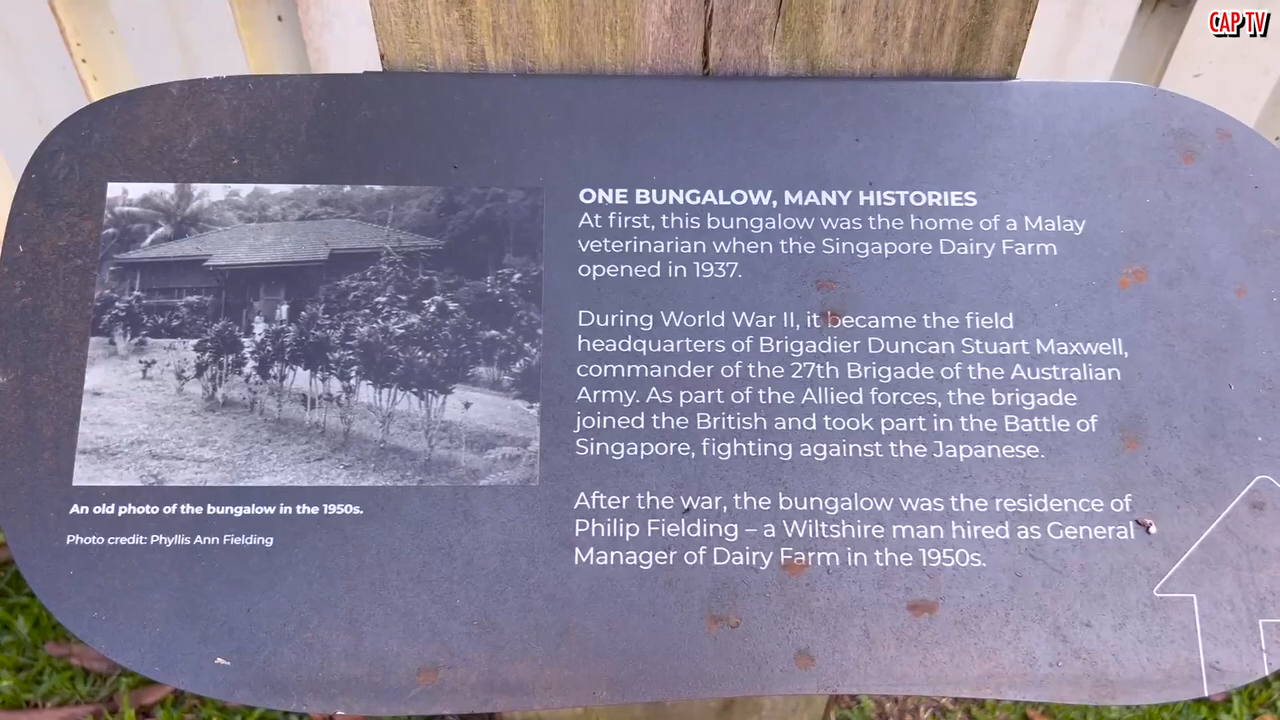 CAP TV
ONE BUNGALOW, MANY HISTORIES
At first, this bungalow was the home of a Malay
veterinarian when the Singapore Dairy Farm
opened in 1937.
During World War II, it became the field
headquarters of Brigadier Duncan Stuart Maxwell,
commander of the 27th Brigade of the Australian
Army. As part of the Allied forces, the brigade
joined the British and took part in the Battle of
Singapore, fighting against the Japanese.
After the war, the bungalow was the residence of
Philip Fielding – a Wiltshire man hired as General
Manager of Dairy Farm in the 1950s.
An old photo of the bungalow in the 1950s.
Photo credit: Phyllis Ann Fielding